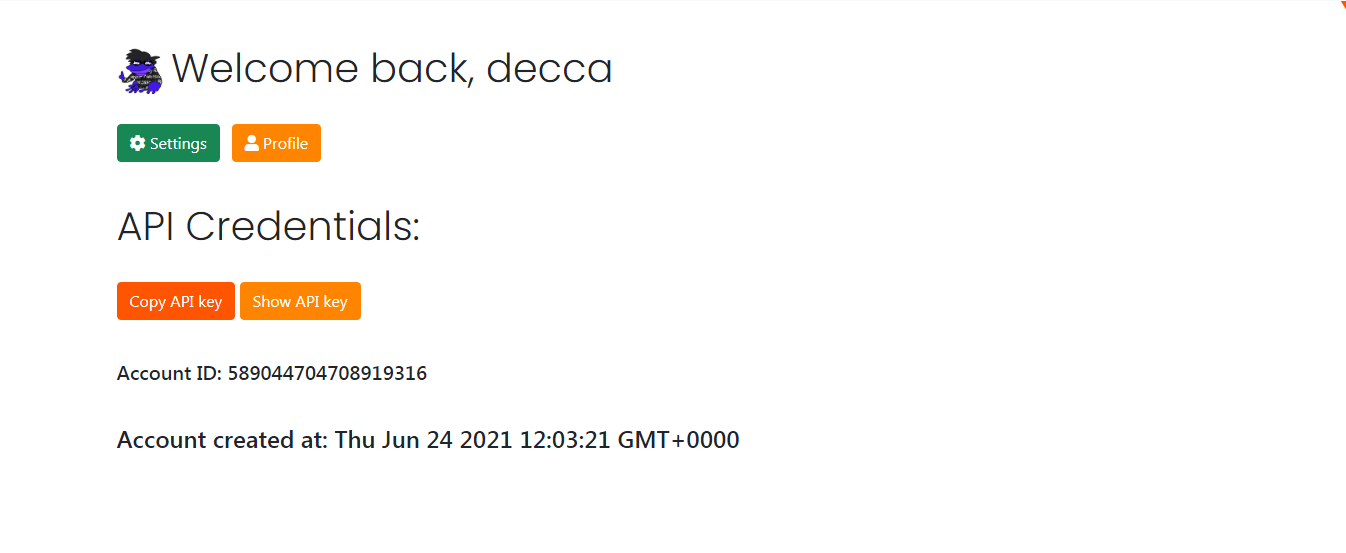 Welcome back, decca
Settings Profile
API Credentials:
Copy API key Show API key
Account ID: 589044704708919316
Account created at: Thu Jun 24 2021 12:03:21 GMT+0000